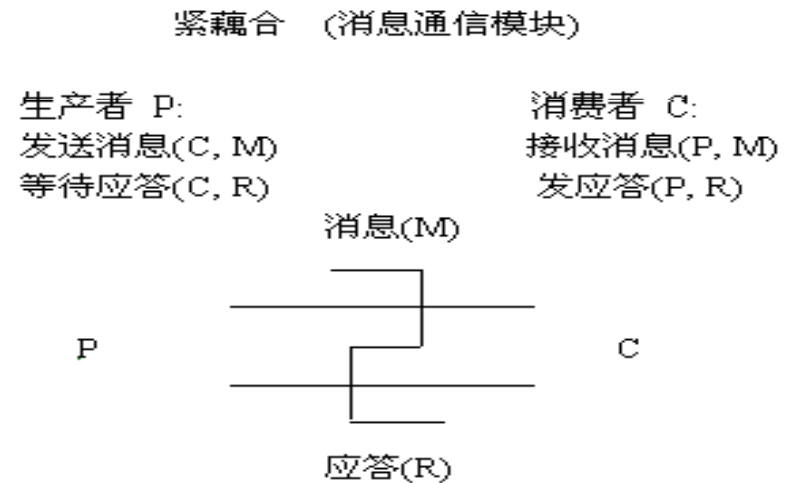 紧藕合 (消息通信模块)
生产者 P:
发送消息(C, M)
等待应答(C, R)
消费者 C:
接收消息(P, M)
发应答(P, R)
消息(M)
P
C
应答(R)